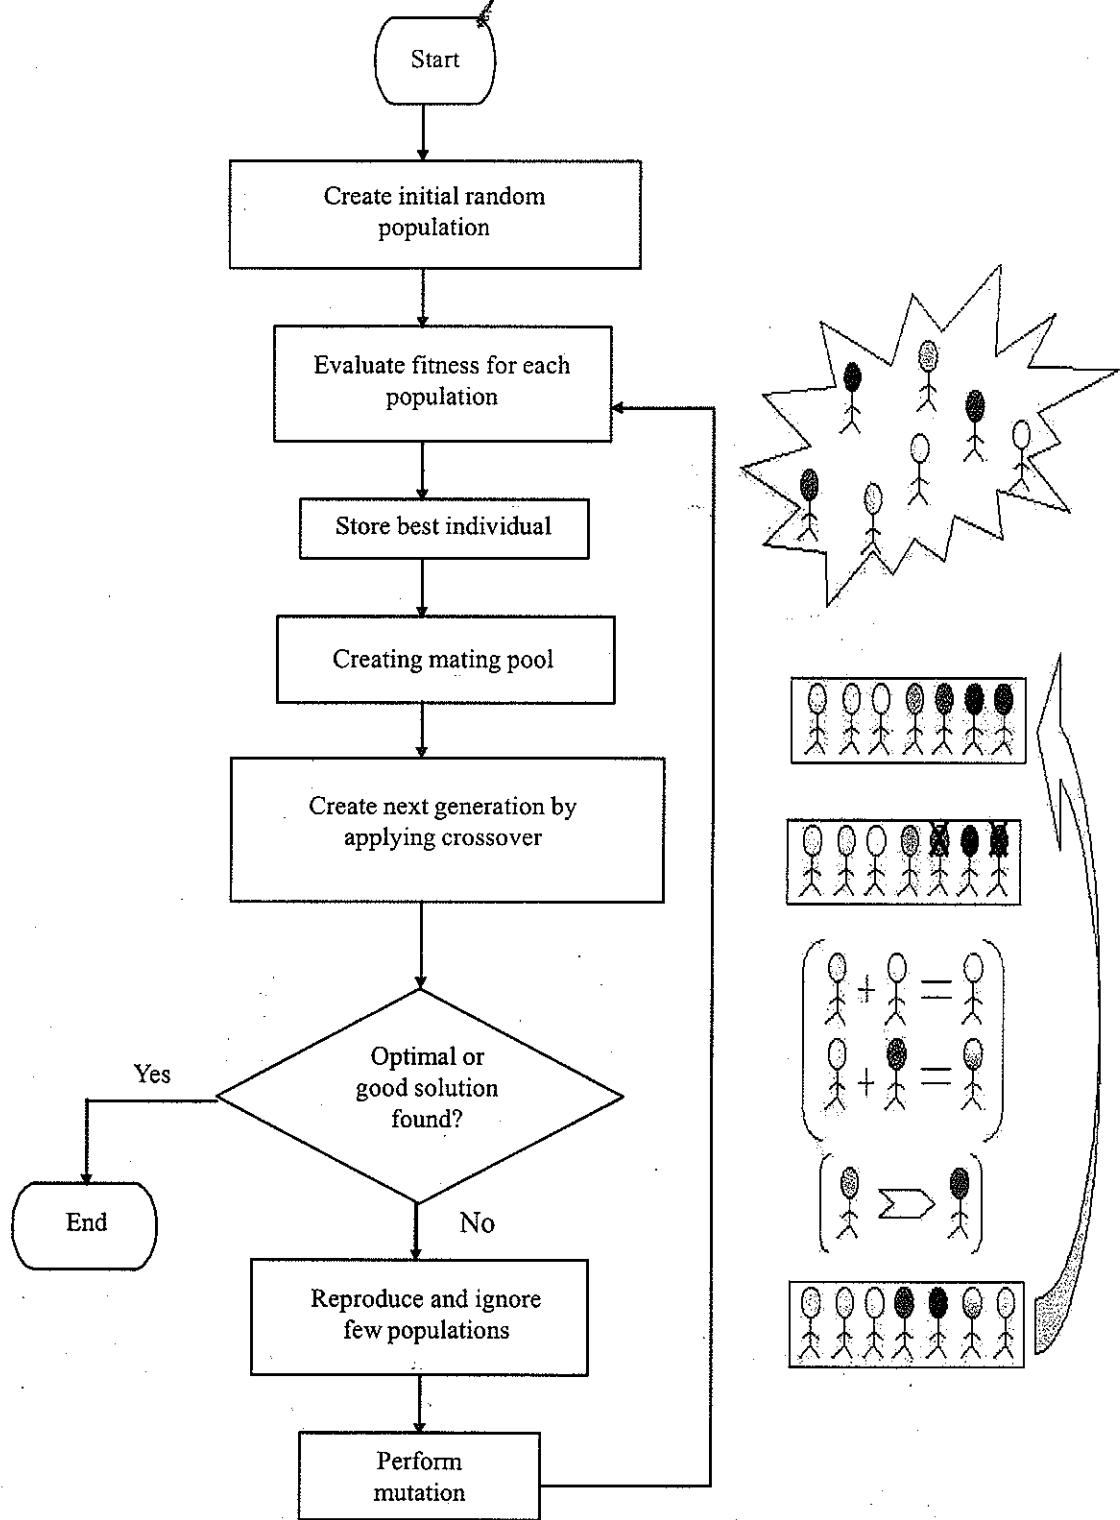 Start
Create initial random
population
Evaluate fitness for each
population
Store best individual
Creating mating pool
Create next generation by
applying crossover
Optimal or
good solution
found?
Yes
End
No
Reproduce and ignore
few populations
Perform
mutation